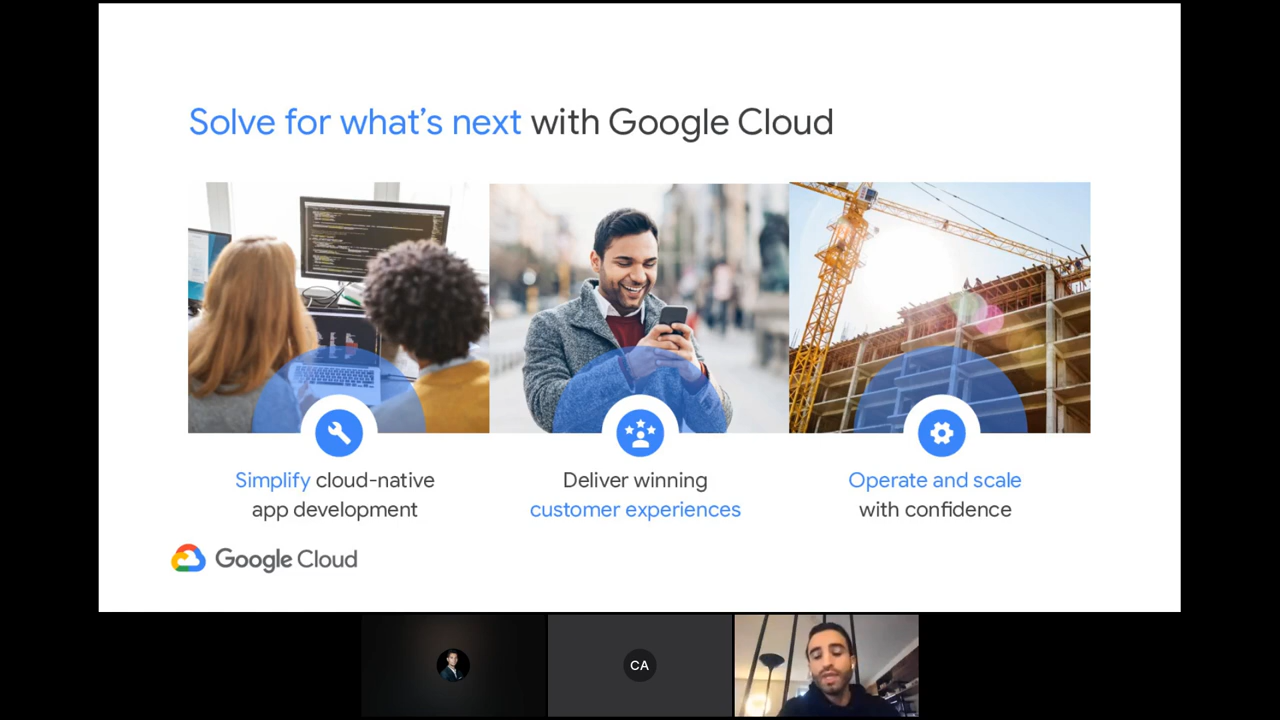 Solve for what's next with Google Cloud
Simplify cloud-native
app development
Deliver winning
customer experiences
Operate and scale
with confidence
Google Cloud
CA